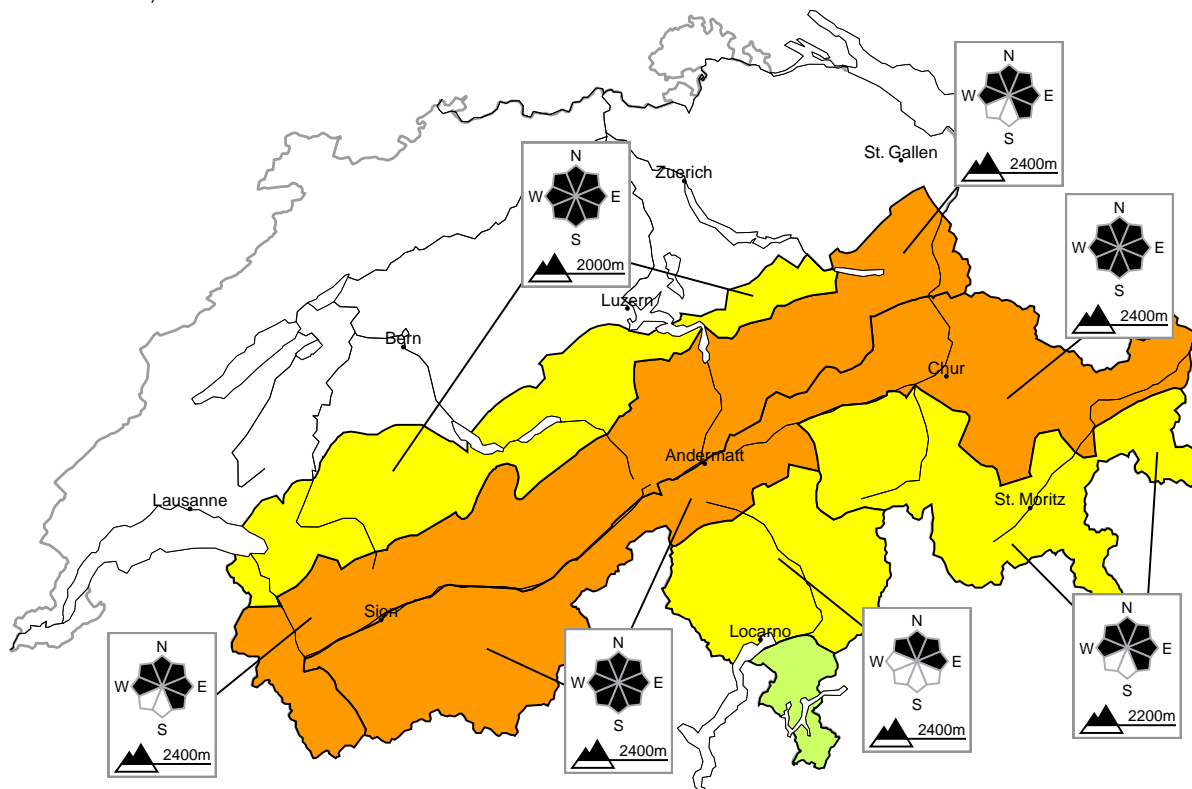 N
W E
S
2400m
St. Gallen
N
W E
S
2000m
Zuerich
N
W E
S
2400m
Luzern
Bern
Chur
Andermatt
Lausanne
St. Moritz
Sion
Locarno
N
W E
S
2400m
N
W E
S
2400m
N
W E
S
2400m
N
W E
S
2200m